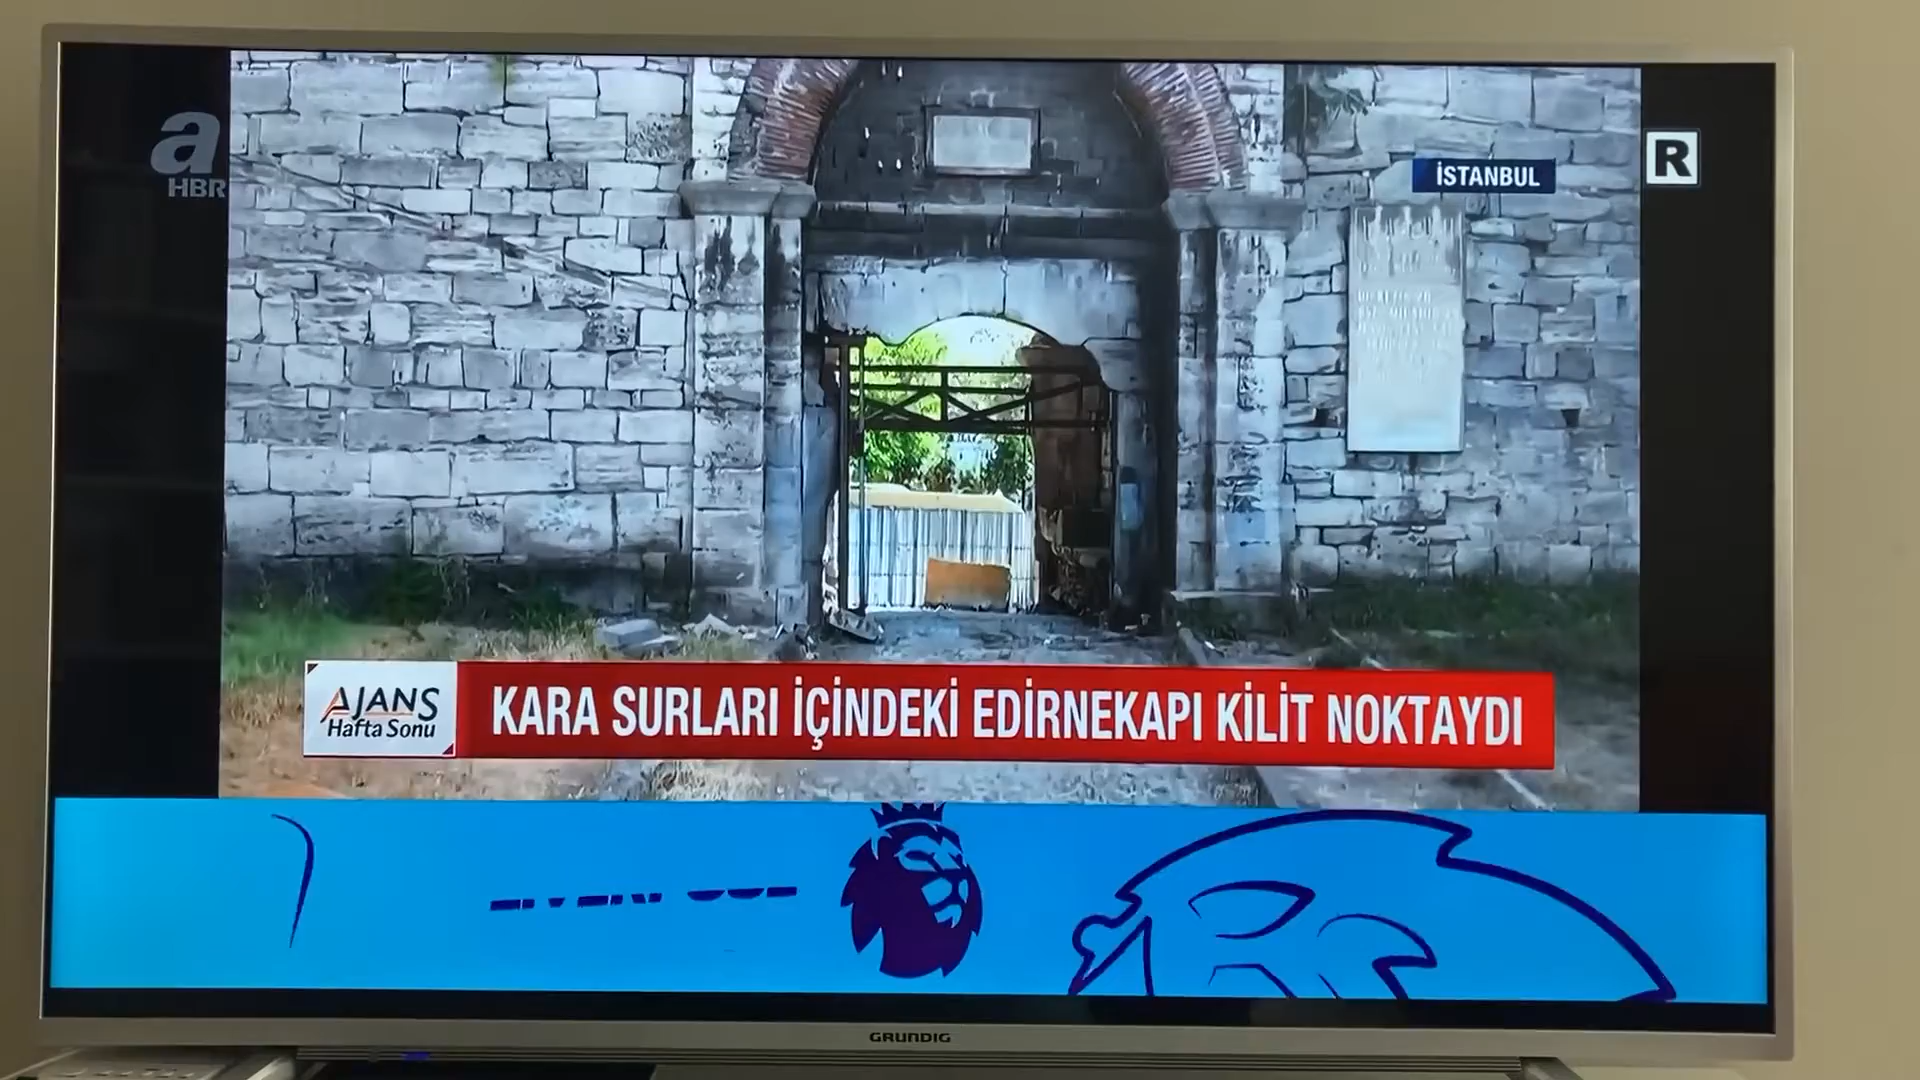 a
HBR
İSTANBUL
R
AJANS
Hafta Sonu
KARA SURLARI İÇİNDEKİ EDİRNEKAPI KİLİT NOKTAYDI
GRUNDIG